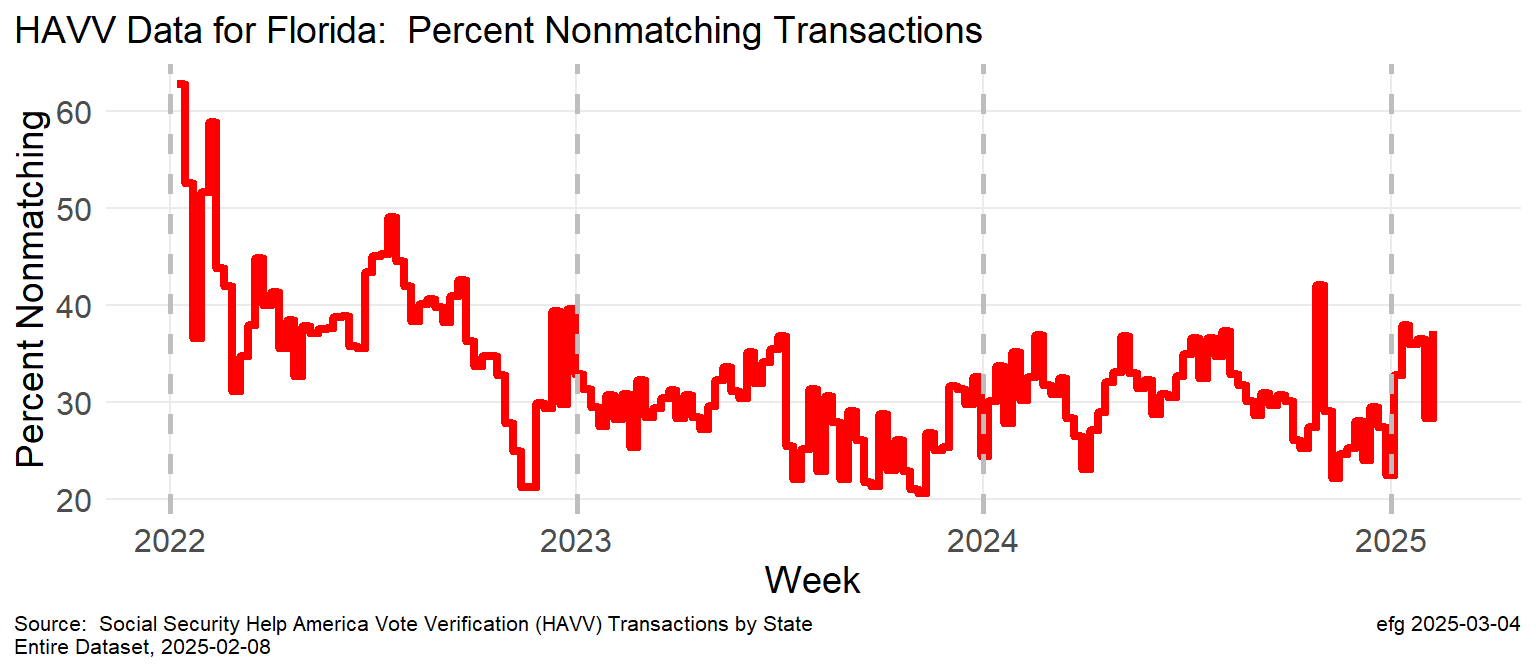 HAVV Data for Florida:  Percent Nonmatching Transactions
Percent Nonmatching
60
50
40
30
20
2022 2023 2024 2025
Week
Source:  Social Security Help America Vote Verification (HAVV) Transactions by State
Entire Dataset, 2025-02-08
efg 2025-03-04